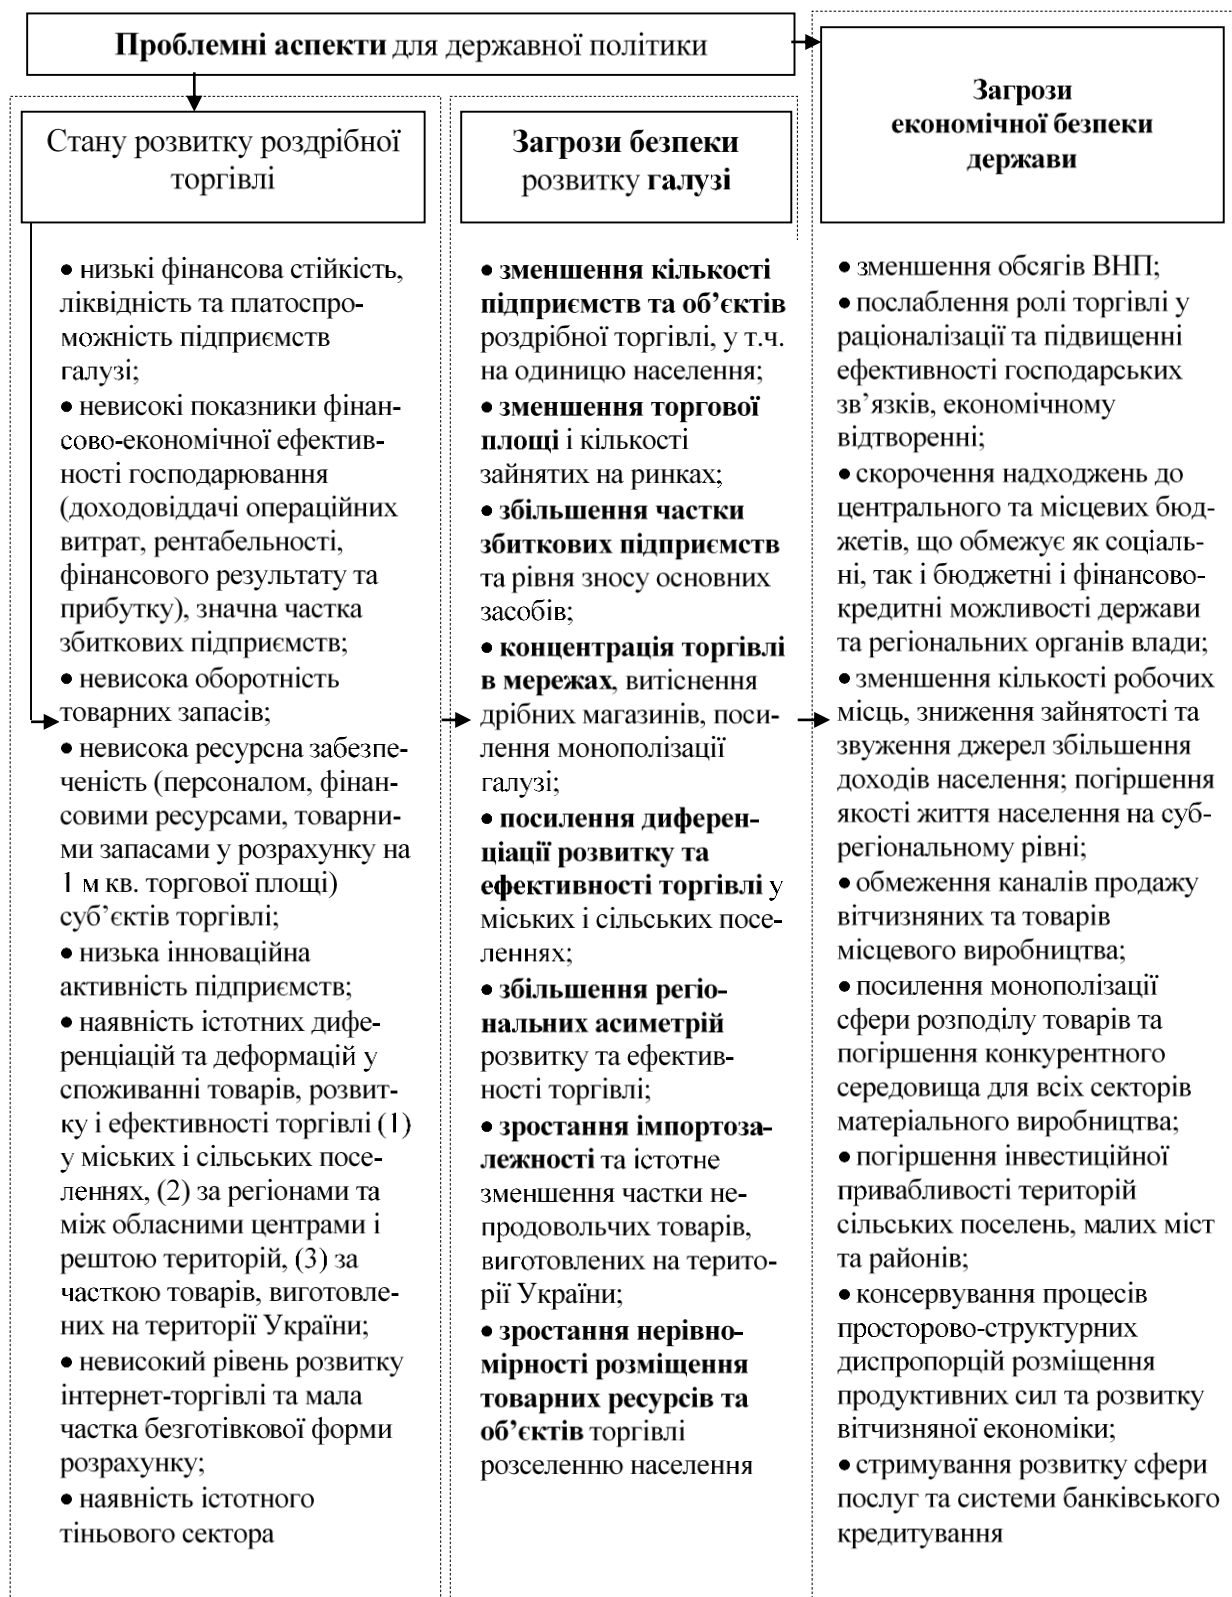 Проблемні аспекти для державної політики
Стану розвитку роздрібної
торгівлі
• низькі фінансова стійкість,
ліквідність та платоспро-
можність підприємств
галузі;
• невисокі показники фінан-
сово-економічної ефектив-
ності господарювання
(доходовіддачі операційних
витрат, рентабельності,
фінансового результату та
прибутку), значна частка
збиткових підприємств;
• невисока оборотність
товарних запасів;
• невисока ресурсна забезпе-
ченість (персоналом, фінан-
совими ресурсами, товарни-
ми запасами у розрахунку на
1 м кв. торгової площі)
суб’єктів торгівлі;
• низька інноваційна
активність підприємств;
• наявність істотних дифе-
ренціацій та деформацій у
споживанні товарів, розвит-
ку і ефективності торгівлі (1)
у міських і сільських посе-
леннях, (2) за регіонами та
між обласними центрами і
рештою територій, (3) за
часткою товарів, виготовле-
них на території України;
• невисокий рівень розвитку
інтернет-торгівлі та мала
частка безготівкової форми
розрахунку;
• наявність істотного
тіньового сектора
Загрози безпеки
розвитку галузі
• зменшення кількості
підприємств та об’єктів
роздрібної торгівлі, у т.ч.
на одиницю населення;
• зменшення торгової
площі і кількості
зайнятих на ринках;
• збільшення частки
збиткових підприємств
та рівня зносу основних
засобів;
• концентрація торгівлі
в мережах, витіснення
дрібних магазинів, поси-
лення монополізації
галузі;
• посилення диферен-
ціації розвитку та
ефективності торгівлі у
міських і сільських посе-
леннях;
• збільшення регіо-
нальних асиметрій
розвитку та ефектив-
ності торгівлі;
• зростання імпортоза-
лежності та істотне
зменшення частки не-
продовольчих товарів,
виготовлених на терито-
рії України;
• зростання нерівно-
мірності розміщення
товарних ресурсів та
об’єктів торгівлі
розселенню населення
Загрози
економічної безпеки
держави
• зменшення обсягів ВНП;
• послаблення ролі торгівлі у
раціоналізації та підвищенні
ефективності господарських
зв’язків, економічному
відтворенні;
• скорочення надходжень до
центрального та місцевих бюд-
жетів, що обмежує як соціаль-
ні, так і бюджетні і фінансово-
кредитні можливості держави
та регіональних органів влади;
• зменшення кількості робочих
місць, зниження зайнятості та
звуження джерел збільшення
доходів населення; погіршення
якості життя населення на суб-
регіональному рівні;
• обмеження каналів продажу
вітчизняних та товарів
місцевого виробництва;
• посилення монополізації
сфери розподілу товарів та
погіршення конкурентного
середовища для всіх секторів
матеріального виробництва;
• погіршення інвестиційної
привабливості територій
сільських поселень, малих міст
та районів;
• консервування процесів
просторово-структурних
диспропорцій розміщення
продуктивних сил та розвитку
вітчизняної економіки;
• стримування розвитку сфери
послуг та системи банківського
кредитування